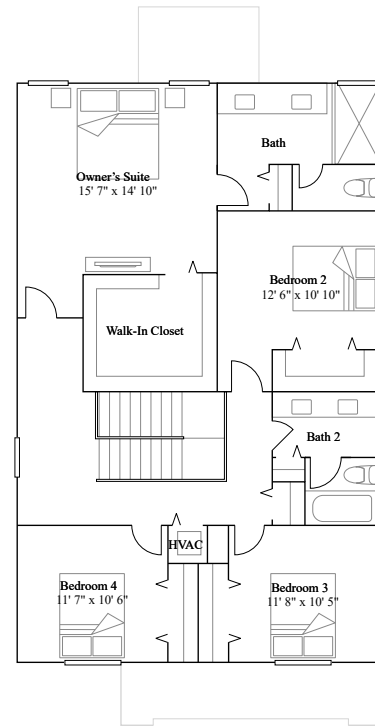 Bath
Owner's Suite
15' 7" x 14' 10"
Bedroom 2
12' 6" x 10' 10"
Walk-In Closet
Bath 2
HVAC
Bedroom 4
11' 7" x 10' 6"
Bedroom 3
11' 8" x 10' 5"